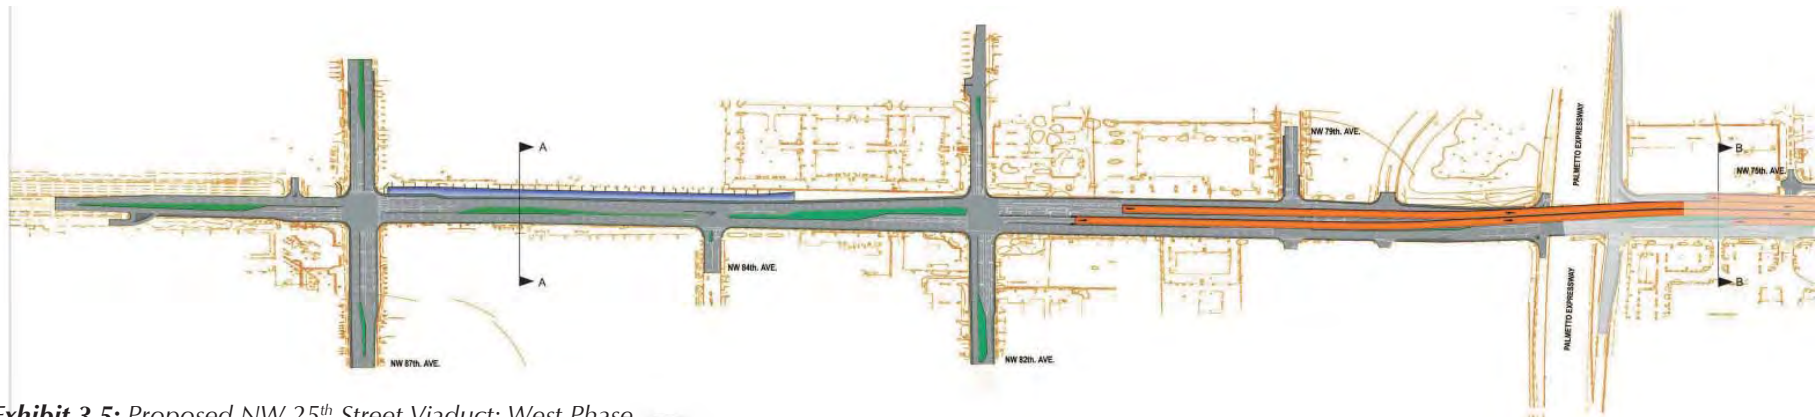 A
A
NW 87th. AVE.
NW 84th. AVE.
NW 82th. AVE.
NW 79th. AVE.
PALMETTO EXPRESSWAY
PALMETTO EXPRESSWAY
B
NW 75th. AVE.
B
Exhibit 3.5: Proposed NW 25th Street Viaduct: West Phase